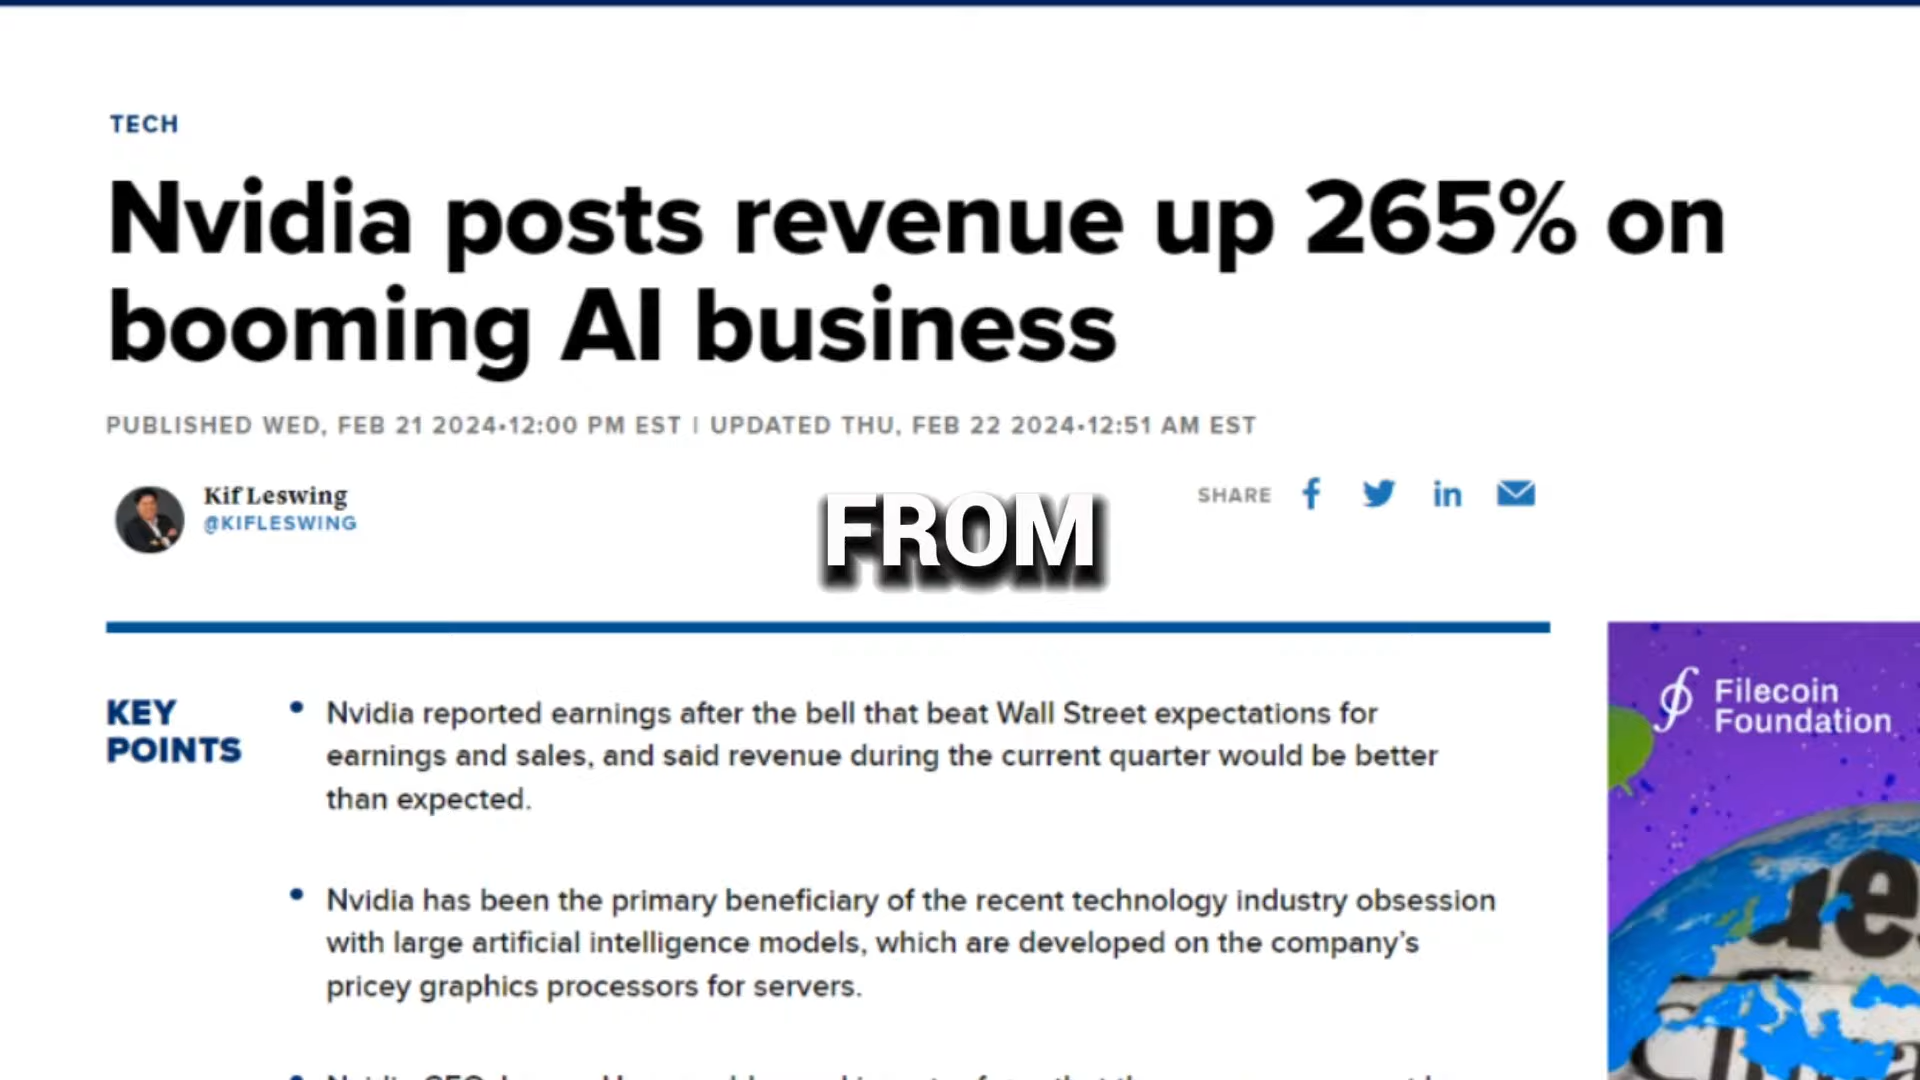 TECH
Nvidia posts revenue up 265% on
booming AI business
PUBLISHED WED, FEB 21 2024•12:00 PM EST | UPDATED THU, FEB 22 2024•12:51 AM EST
Kif Leswing
@KIFLESWING
FROM
SHARE
KEY
POINTS
• Nvidia reported earnings after the bell that beat Wall Street expectations for
earnings and sales, and said revenue during the current quarter would be better
than expected.
• Nvidia has been the primary beneficiary of the recent technology industry obsession
with large artificial intelligence models, which are developed on the company’s
pricey graphics processors for servers.
Filecoin
Foundation